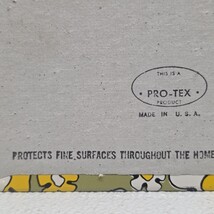 THIS IS A
• PRO-TEX •
PRODUCT
MADE IN U.S.A.
PROTECTS FINE SURFACES THROUGHOUT THE HOME